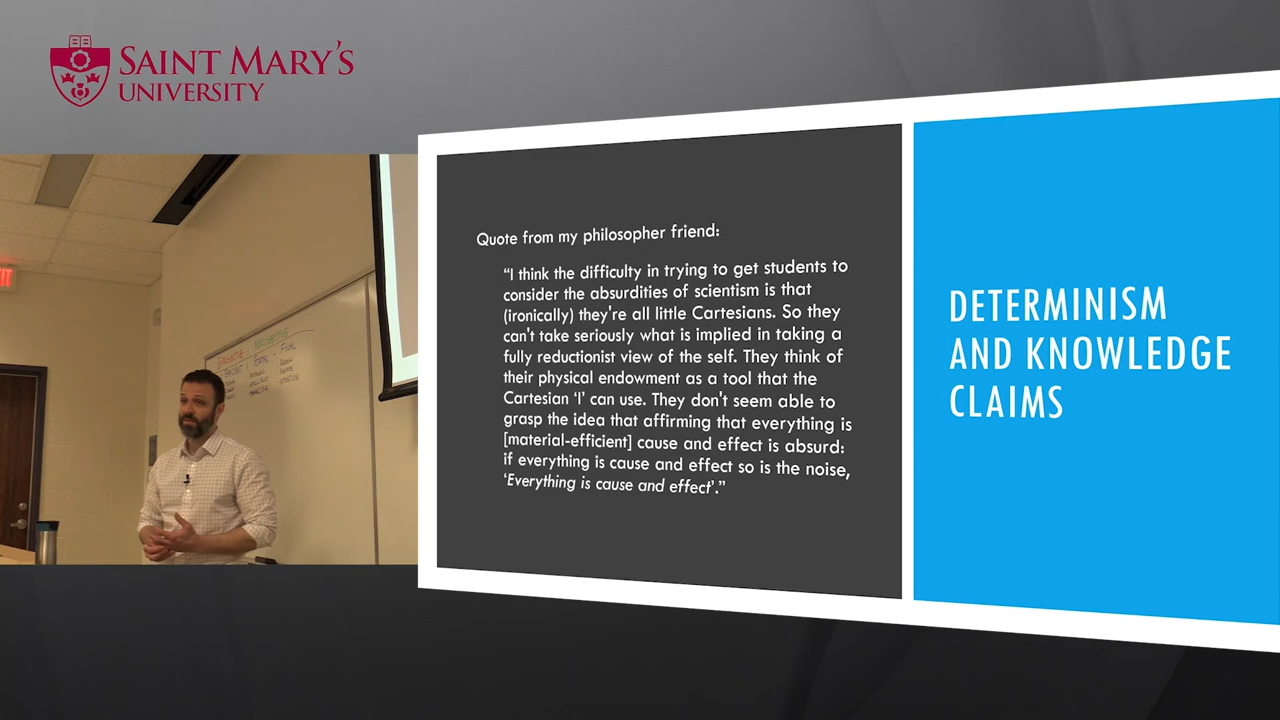 SAINT MARY'S
UNIVERSITY
Quote from my philosopher friend:
“I think the difficulty in trying to get students to
consider the absurdities of scientism is that
(ironically) they're all little Cartesians. So they
can't take seriously what is implied in taking a
fully reductionist view of the self. They think of
their physical endowment as a tool that the
Cartesian ‘I’ can use. They don't seem able to
grasp the idea that affirming that everything is
[material-efficient] cause and effect is absurd:
if everything is cause and effect so is the noise,
‘Everything is cause and effect’.”
DETERMINISM
AND KNOWLEDGE
CLAIMS
FINAL